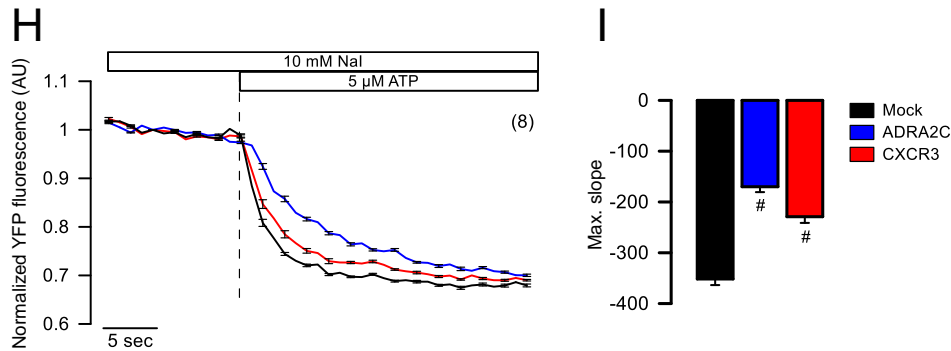 H
10 mM NaI
5 µM ATP
(8)
Normalized YFP fluorescence (AU)
1.1
1
0.9
0.8
0.7
0.6
5 sec
I
Max. slope
0
-100
-200
-300
-400
#
#
Mock
ADRA2C
CXCR3